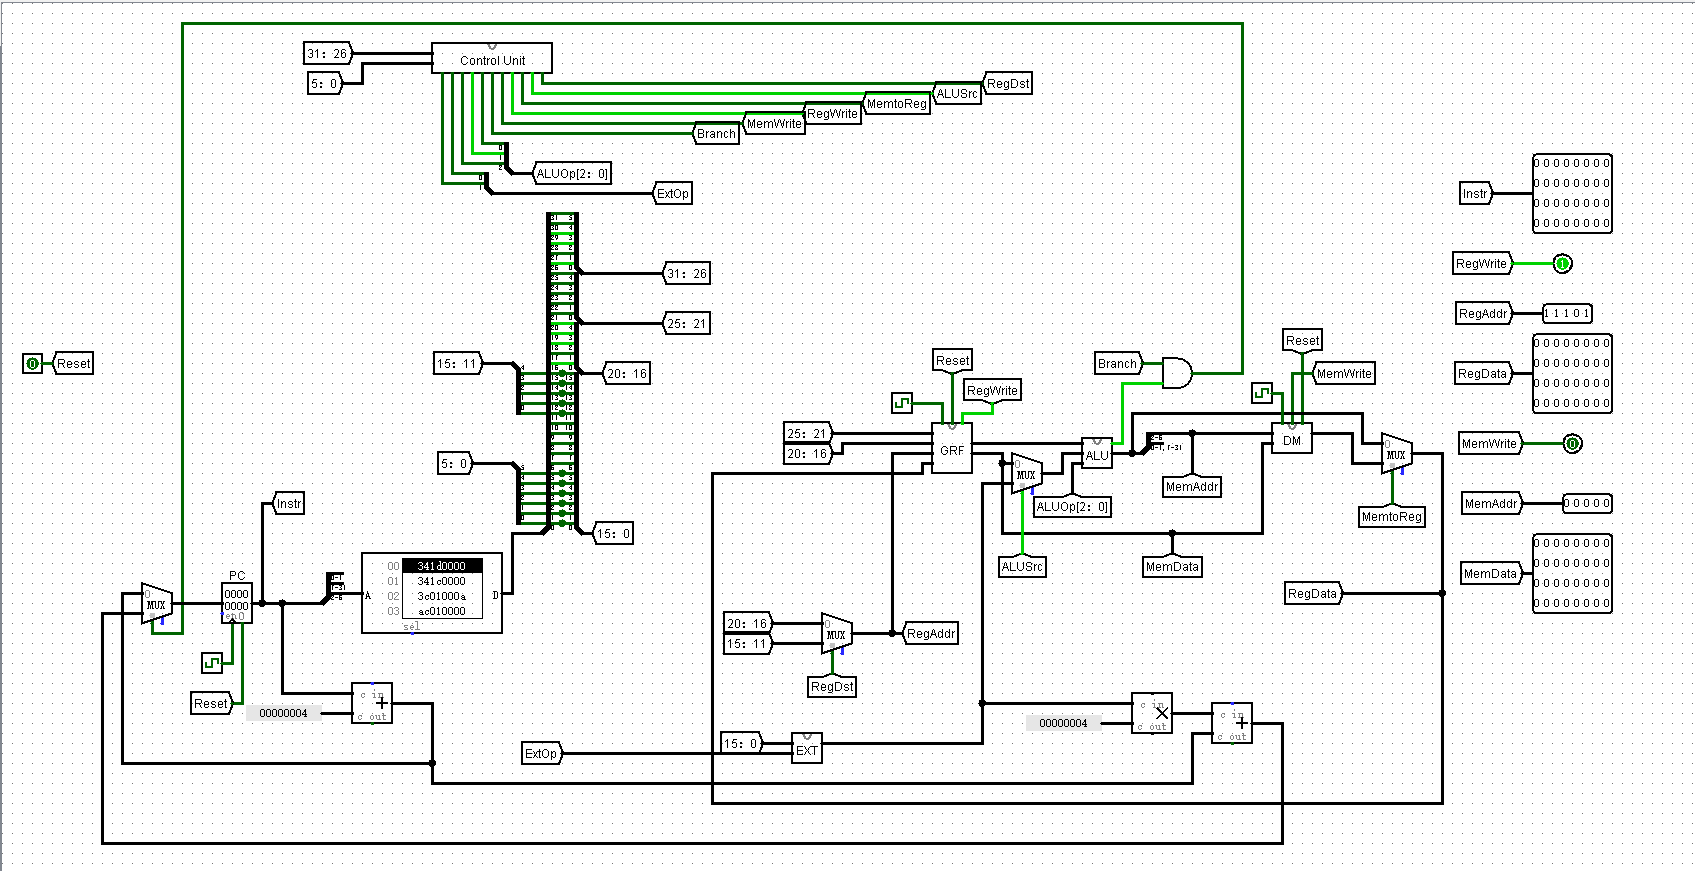 31: 26
Control Unit
5: 0
RegDst
ALUSrc
MemtoReg
RegWrite
MemWrite
Branch
ALUOp[2: 0]
ExtOp
31: 26
25: 21
15: 11
20: 16
5: 0
15: 0
Reset
Instr
PC
0000
0000
MUX
A
00 341d0000
01 341c0000
02 3c01000a
03 ac010000
D
sel
Reset
00000004
c in
+
c out
ExtOp
15: 0
EXT
20: 16
15: 11
MUX
RegAddr
RegDst
Reset
RegWrite
25: 21
20: 16
GRF
MUX
ALUSrc
ALU
ALUOp[2: 0]
Branch
MemAddr
MemData
Reset
MemWrite
DM
MUX
MemtoReg
RegData
00000004
c in
×
c out
c in
+
c out
Instr
0 0 0 0 0 0 0 0
0 0 0 0 0 0 0 0
0 0 0 0 0 0 0 0
0 0 0 0 0 0 0 0
RegWrite
1
RegAddr
1 1 1 0 1
RegData
0 0 0 0 0 0 0 0
0 0 0 0 0 0 0 0
0 0 0 0 0 0 0 0
0 0 0 0 0 0 0 0
MemWrite
0
MemAddr
0 0 0 0 0
MemData
0 0 0 0 0 0 0 0
0 0 0 0 0 0 0 0
0 0 0 0 0 0 0 0
0 0 0 0 0 0 0 0